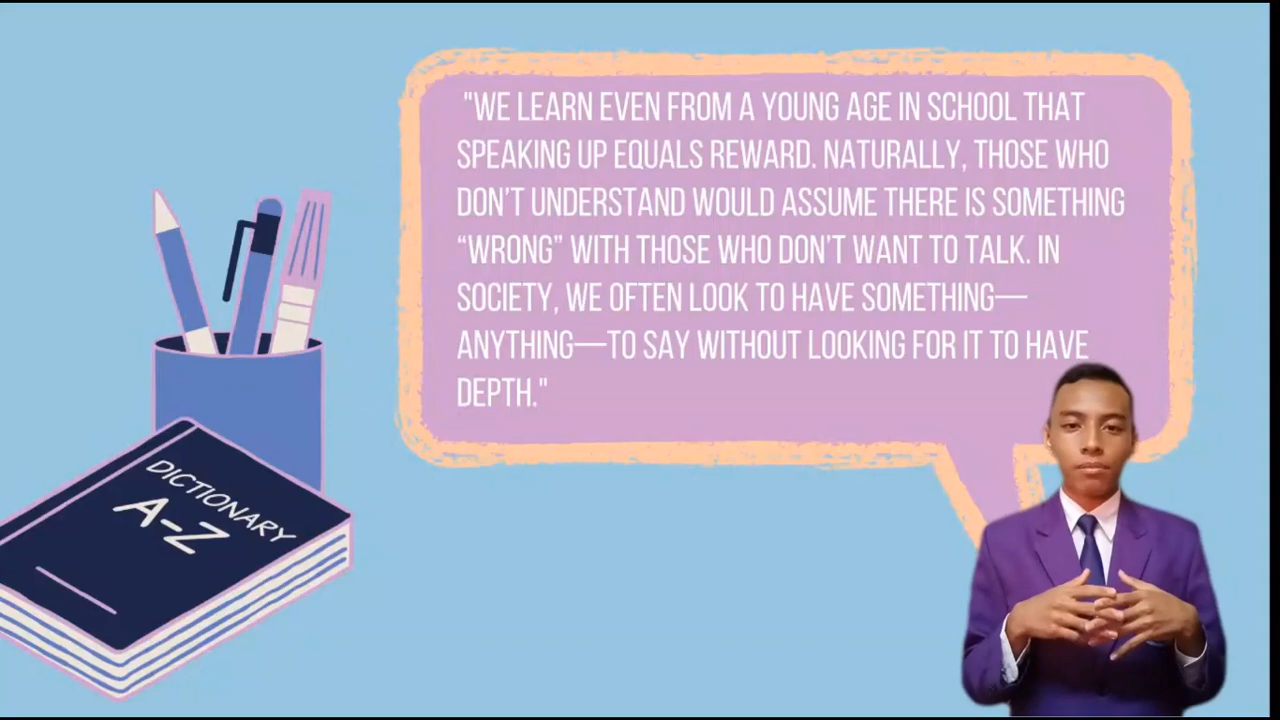 "WE LEARN EVEN FROM A YOUNG AGE IN SCHOOL THAT
SPEAKING UP EQUALS REWARD. NATURALLY, THOSE WHO
DON'T UNDERSTAND WOULD ASSUME THERE IS SOMETHING
“WRONG” WITH THOSE WHO DON'T WANT TO TALK. IN
SOCIETY, WE OFTEN LOOK TO HAVE SOMETHING—
ANYTHING—TO SAY WITHOUT LOOKING FOR IT TO HAVE
DEPTH."
DICTIONARY
A-Z